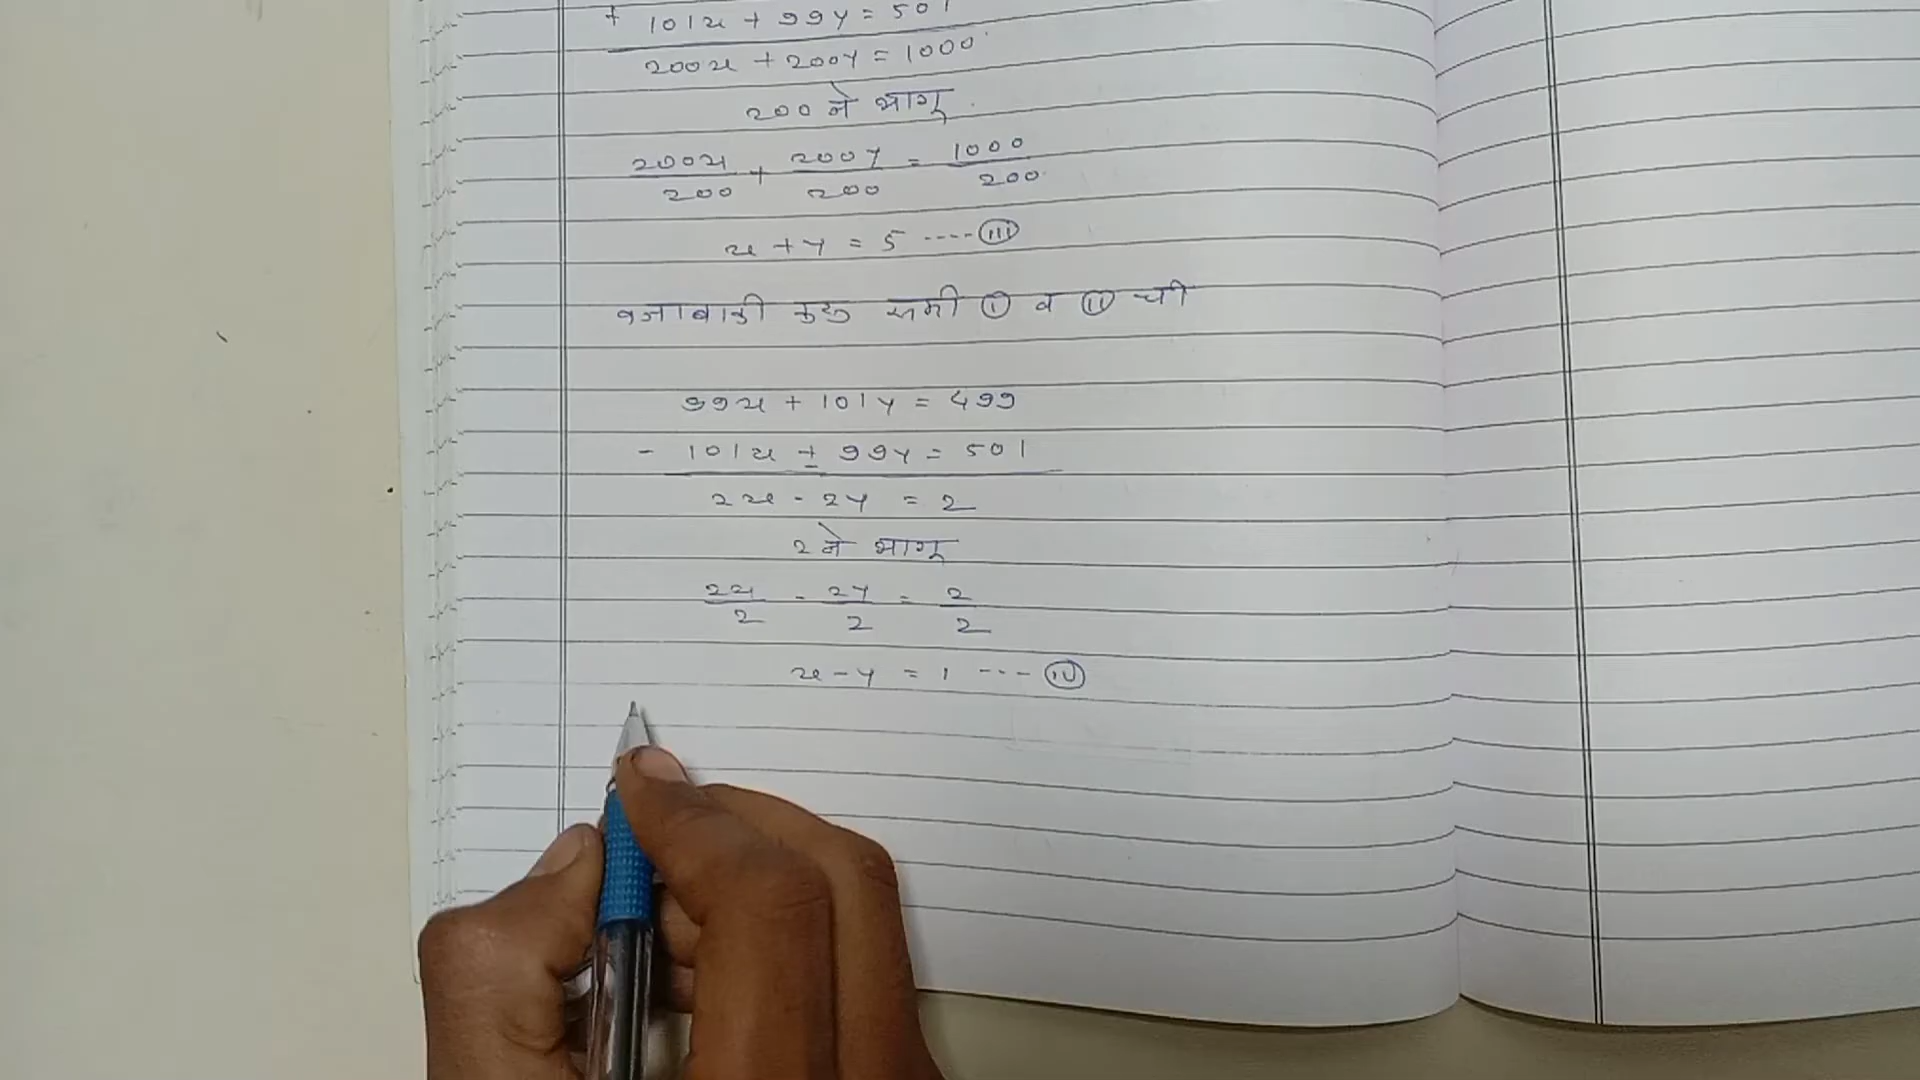 + 101x + 99y = 501
200x + 200y = 1000
200 ने भागू.
200x/200 + 200y/200 = 1000/200
x + y = 5 ---- (III)
वजाबाकी करू समी (I) व (II) ची
99x + 101y = 499
- 101x ± 99y = 501
2x - 2y = 2
2 ने भागू
2x/2 - 2y/2 = 2/2
x - y = 1 --- (IV)